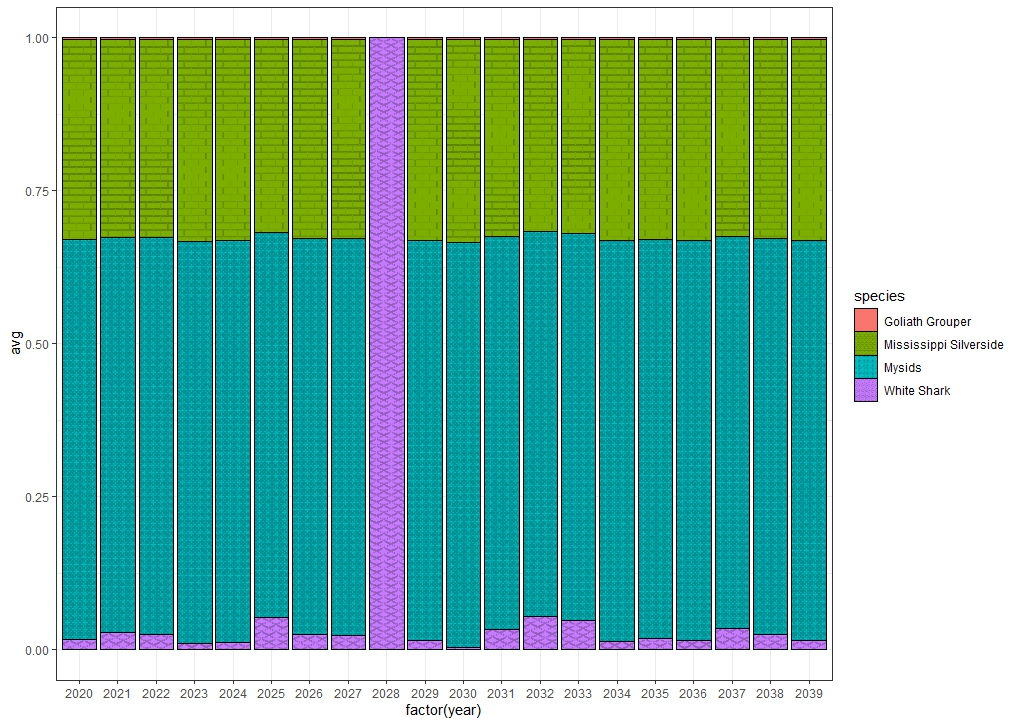 1.00
0.75
0.50
0.25
0.00
avg
2020 2021 2022 2023 2024 2025 2026 2027 2028 2029 2030 2031 2032 2033 2034 2035 2036 2037 2038 2039
factor(year)
species
Goliath Grouper
Mississippi Silverside
Mysids
White Shark